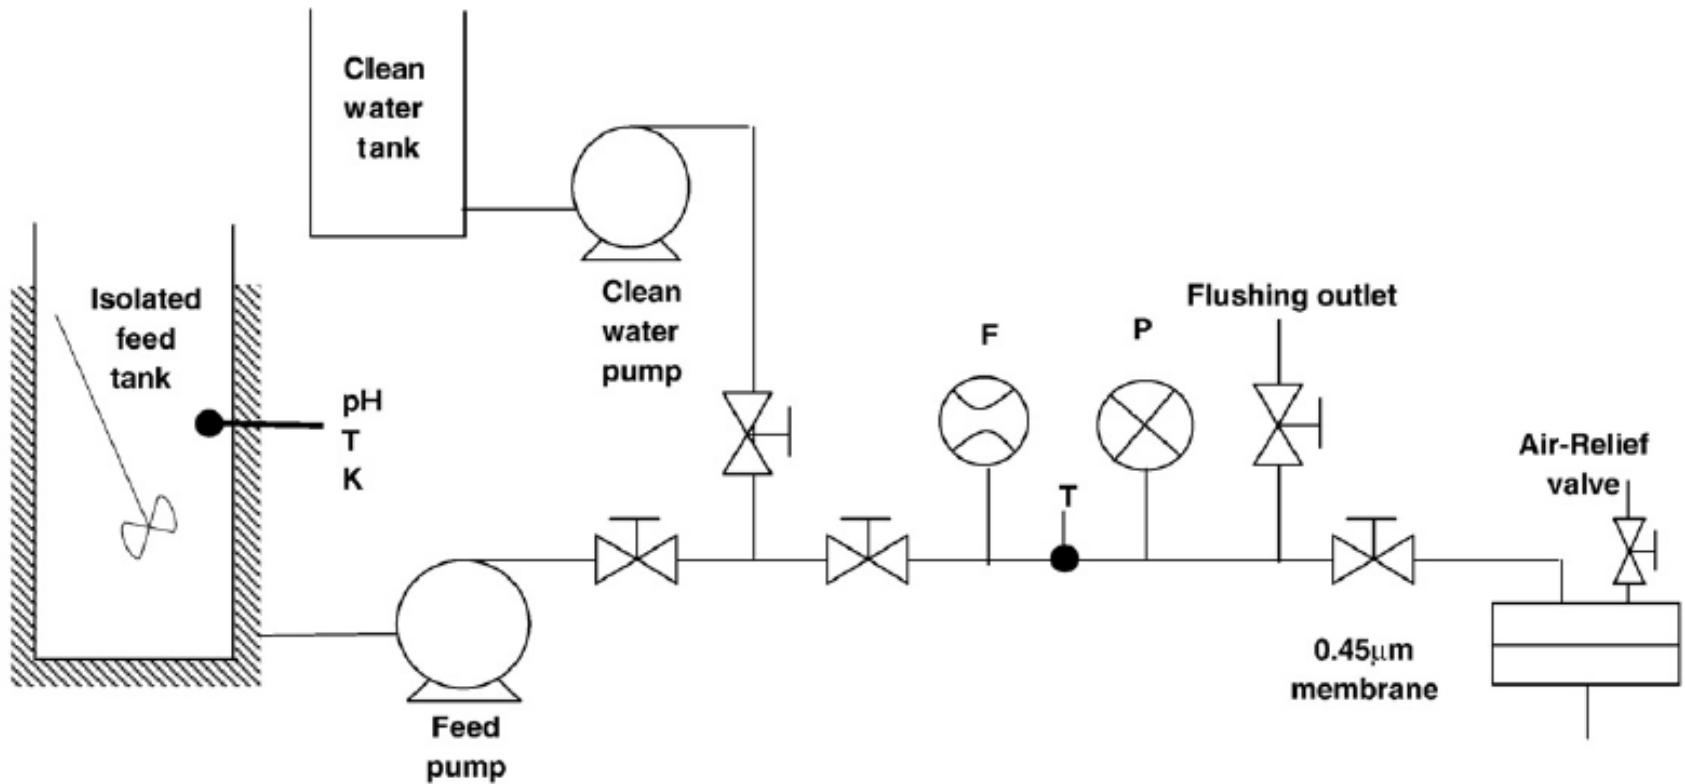 Clean
water
tank
Isolated
feed
tank
pH
T
K
Clean
water
pump
Feed
pump
F
T
P
Flushing outlet
Air-Relief
valve
0.45μm
membrane